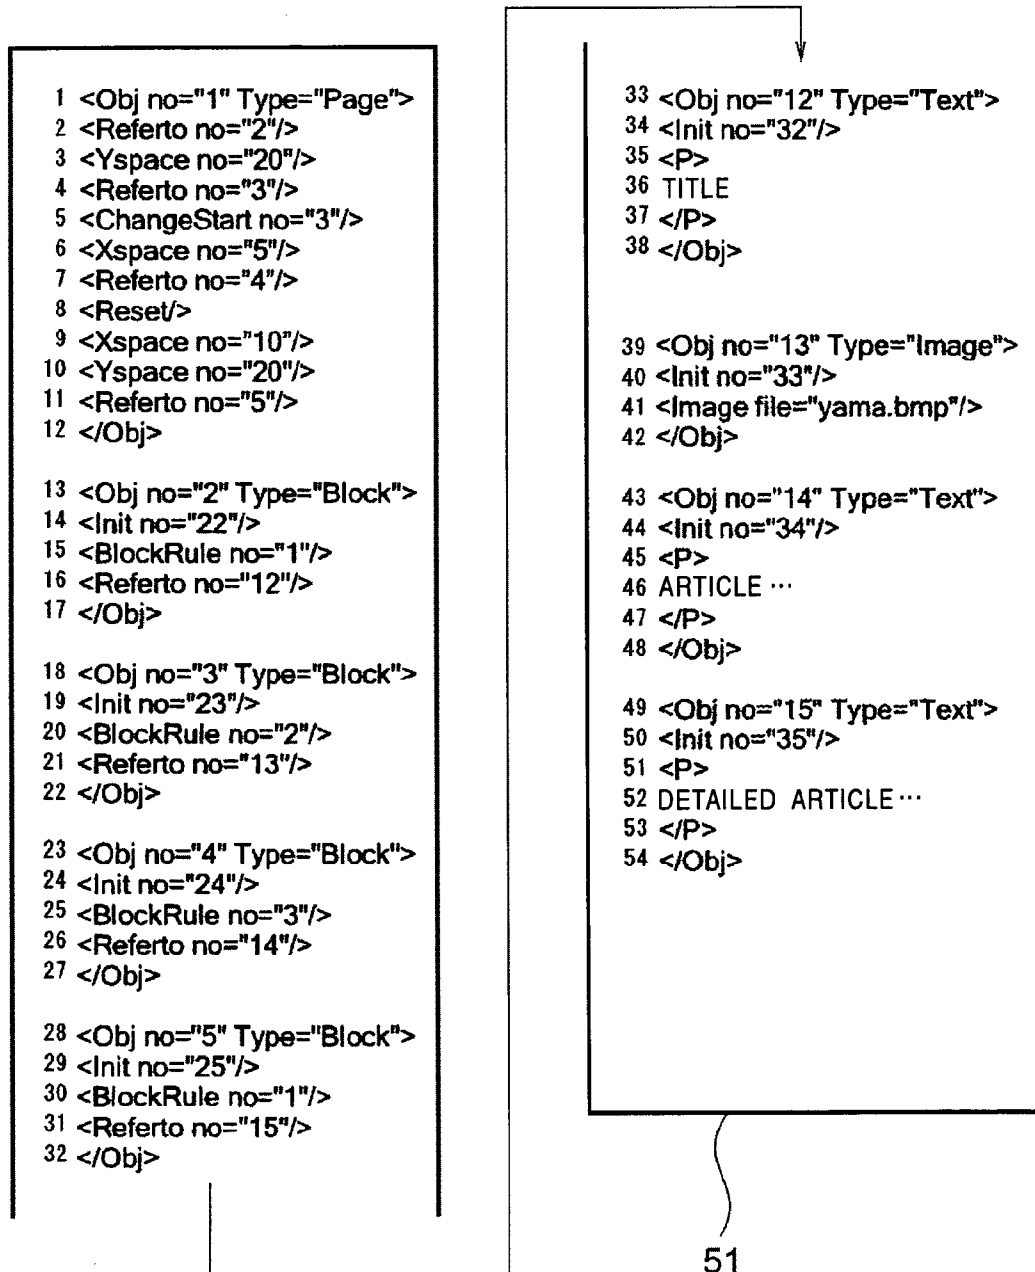 1 <Obj no="1" Type="Page">
2 <Referto no="2"/>
3 <Yspace no="20"/>
4 <Referto no="3"/>
5 <ChangeStart no="3"/>
6 <Xspace no="5"/>
7 <Referto no="4"/>
8 <Reset/>
9 <Xspace no="10"/>
10 <Yspace no="20"/>
11 <Referto no="5"/>
12 </Obj>
13 <Obj no="2" Type="Block">
14 <Init no="22"/>
15 <BlockRule no="1"/>
16 <Referto no="12"/>
17 </Obj>
18 <Obj no="3" Type="Block">
19 <Init no="23"/>
20 <BlockRule no="2"/>
21 <Referto no="13"/>
22 </Obj>
23 <Obj no="4" Type="Block">
24 <Init no="24"/>
25 <BlockRule no="3"/>
26 <Referto no="14"/>
27 </Obj>
28 <Obj no="5" Type="Block">
29 <Init no="25"/>
30 <BlockRule no="1"/>
31 <Referto no="15"/>
32 </Obj>
33 <Obj no="12" Type="Text">
34 <Init no="32"/>
35 <P>
36 TITLE
37 </P>
38 </Obj>
39 <Obj no="13" Type="Image">
40 <Init no="33"/>
41 <Image file="yama.bmp"/>
42 </Obj>
43 <Obj no="14" Type="Text">
44 <Init no="34"/>
45 <P>
46 ARTICLE ···
47 </P>
48 </Obj>
49 <Obj no="15" Type="Text">
50 <Init no="35"/>
51 <P>
52 DETAILED ARTICLE ···
53 </P>
54 </Obj>
51